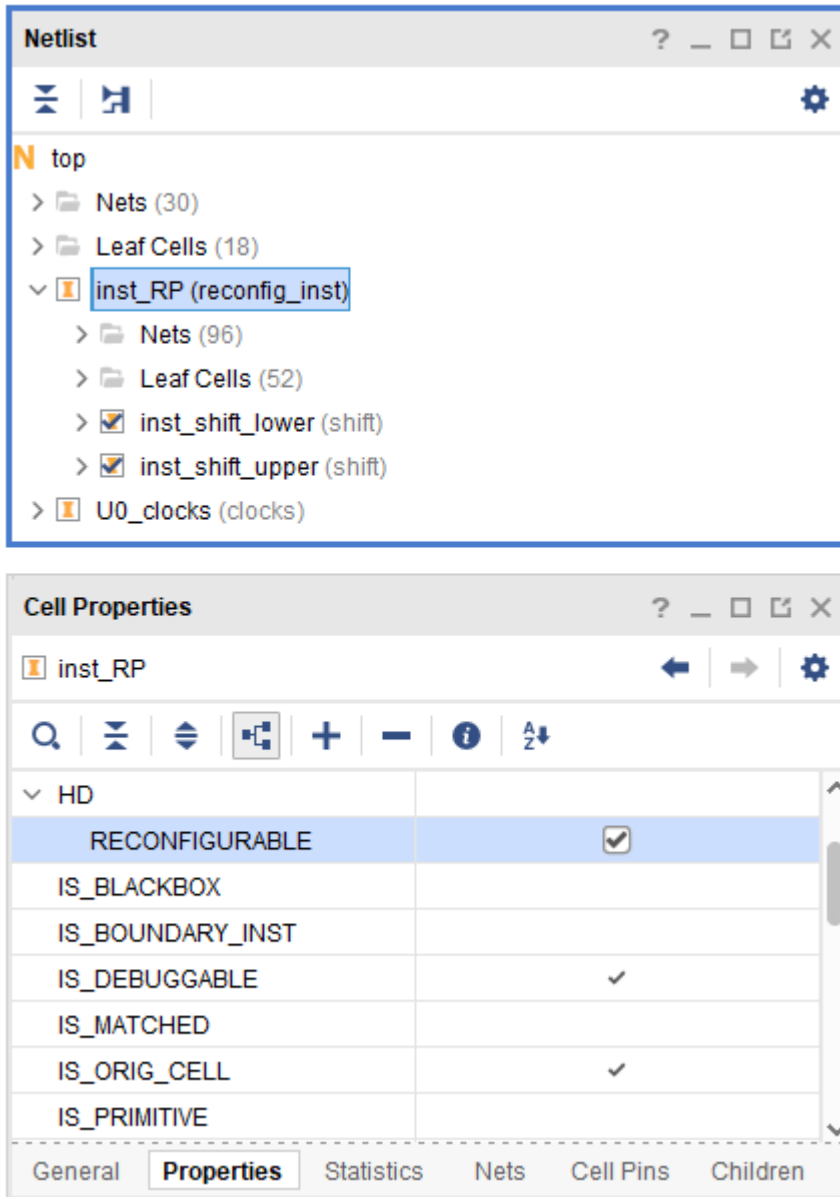 Netlist
N top
Nets (30)
Leaf Cells (18)
inst_RP (reconfig_inst)
Nets (96)
Leaf Cells (52)
inst_shift_lower (shift)
inst_shift_upper (shift)
U0_clocks (clocks)
Cell Properties
inst_RP
HD
RECONFIGURABLE
IS_BLACKBOX
IS_BOUNDARY_INST
IS_DEBUGGABLE
IS_MATCHED
IS_ORIG_CELL
IS_PRIMITIVE
General Properties Statistics Nets Cell Pins Children